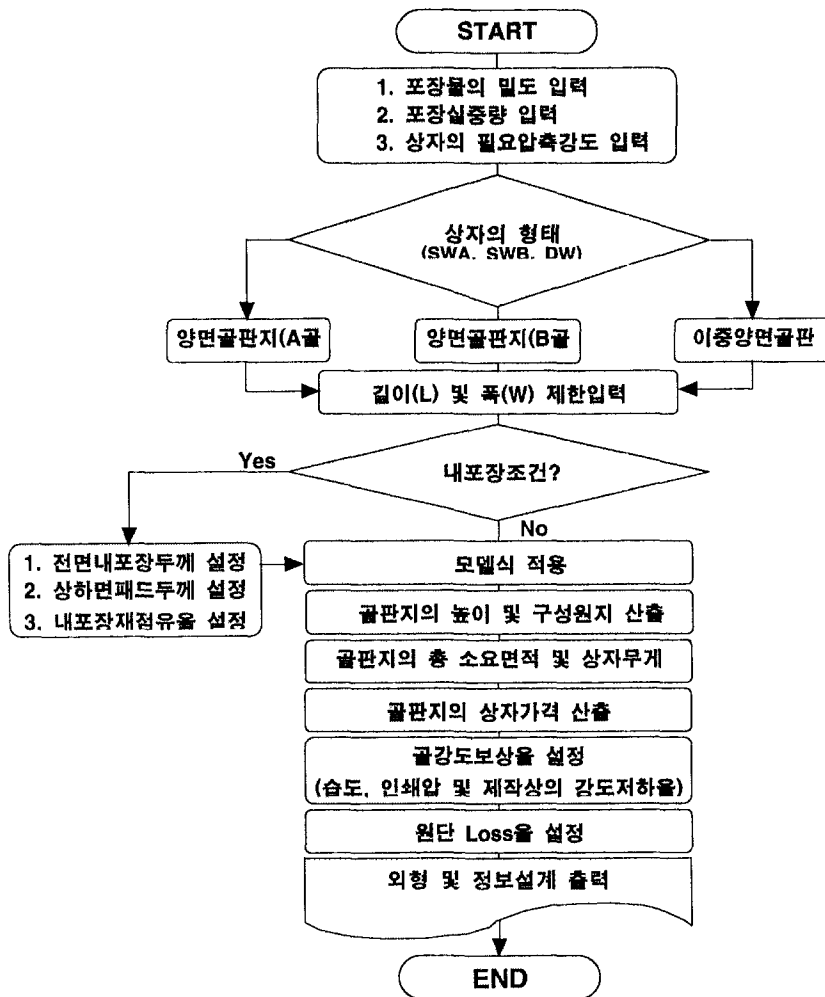 START
1. 포장물의 밀도 입력
2. 포장실중량 입력
3. 상자의 필요압축강도 입력
상자의 형태
(SWA, SWB, DW)
양면골판지(A골
양면골판지(B골
이중양면골판
길이(L) 및 폭(W) 제한입력
Yes
내포장조건?
No
1. 전면내포장두께 설정
2. 상하면패드두께 설정
3. 내포장재점유율 설정
모델식 적용
골판지의 높이 및 구성원지 산출
골판지의 총 소요면적 및 상자무게
골판지의 상자가격 산출
골강도보상율 설정
(습도, 인쇄압 및 제작상의 강도저하율)
원단 Loss율 설정
외형 및 정보설계 출력
END